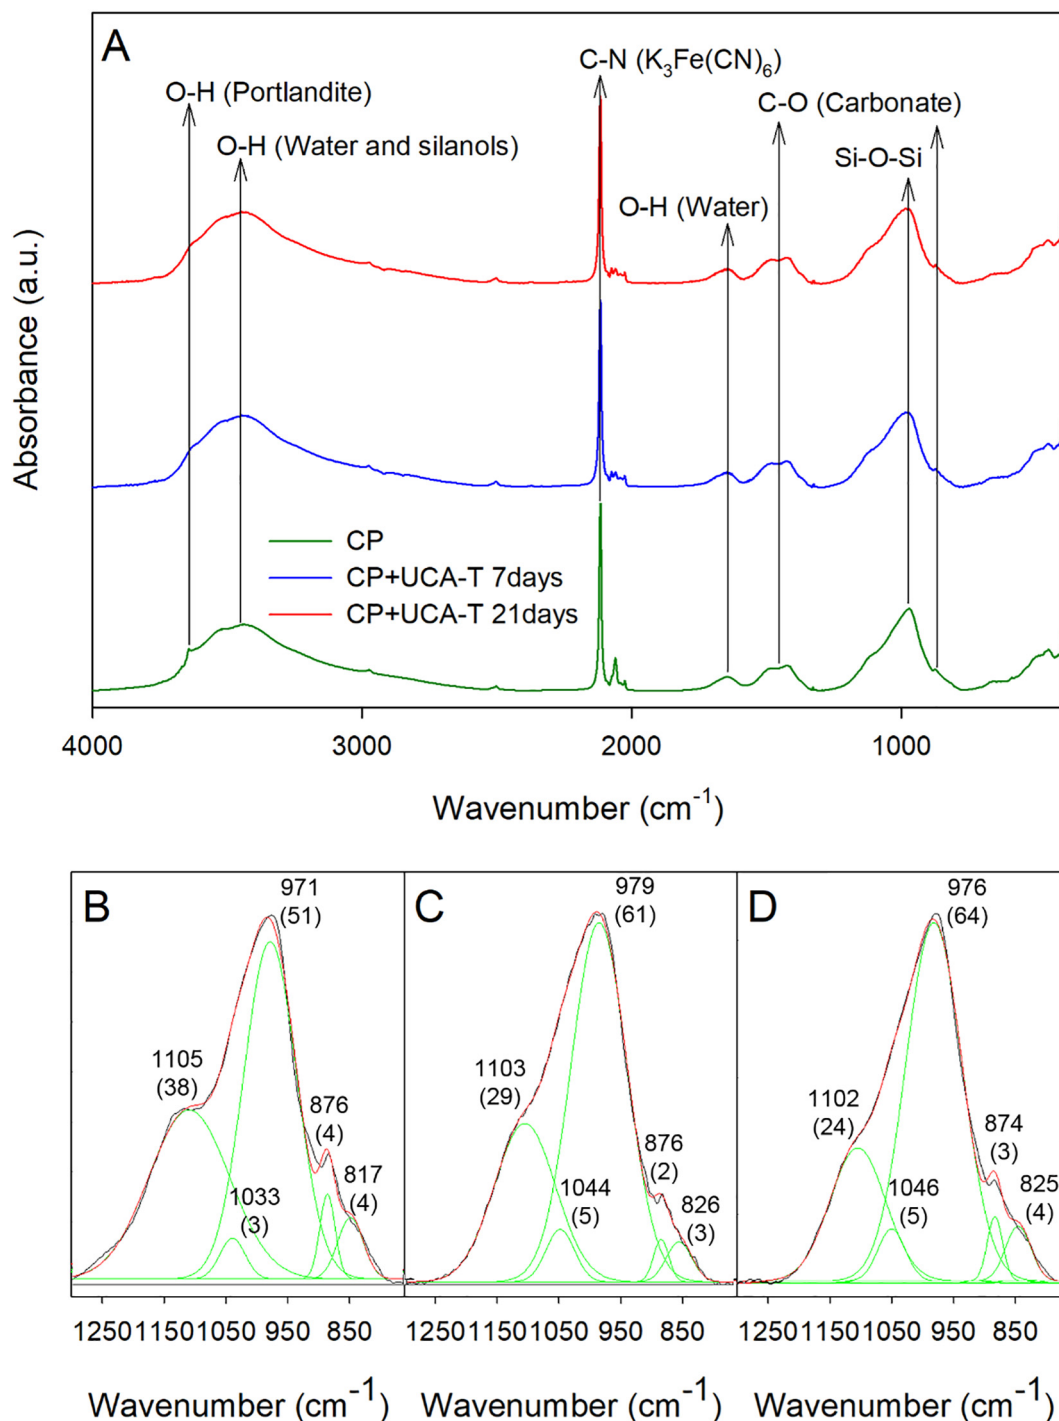 A
C-N (K3Fe(CN)6)
O-H (Portlandite)
C-O (Carbonate)
O-H (Water and silanols)
Si-O-Si
O-H (Water)
Absorbance (a.u.)
CP
CP+UCA-T 7days
CP+UCA-T 21days
4000 3000 2000 1000
Wavenumber (cm-1)
B
971
(51)
1105
(38)
876
(4)
817
(4)
1033
(3)
1250 1150 1050 950 850
Wavenumber (cm-1)
C
979
(61)
1103
(29)
876
(2)
1044
(5)
826
(3)
1250 1150 1050 950 850
Wavenumber (cm-1)
D
976
(64)
1102
(24)
874
(3)
1046
(5)
825
(4)
1250 1150 1050 950 850
Wavenumber (cm-1)